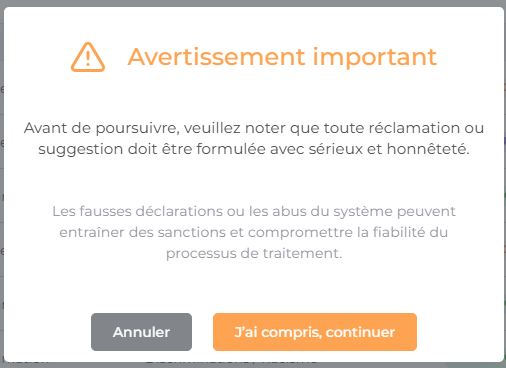 Avertissement important
Avant de poursuivre, veuillez noter que toute réclamation ou
suggestion doit être formulée avec sérieux et honnêteté.
Les fausses déclarations ou les abus du système peuvent
entraîner des sanctions et compromettre la fiabilité du
processus de traitement.
Annuler
J'ai compris, continuer